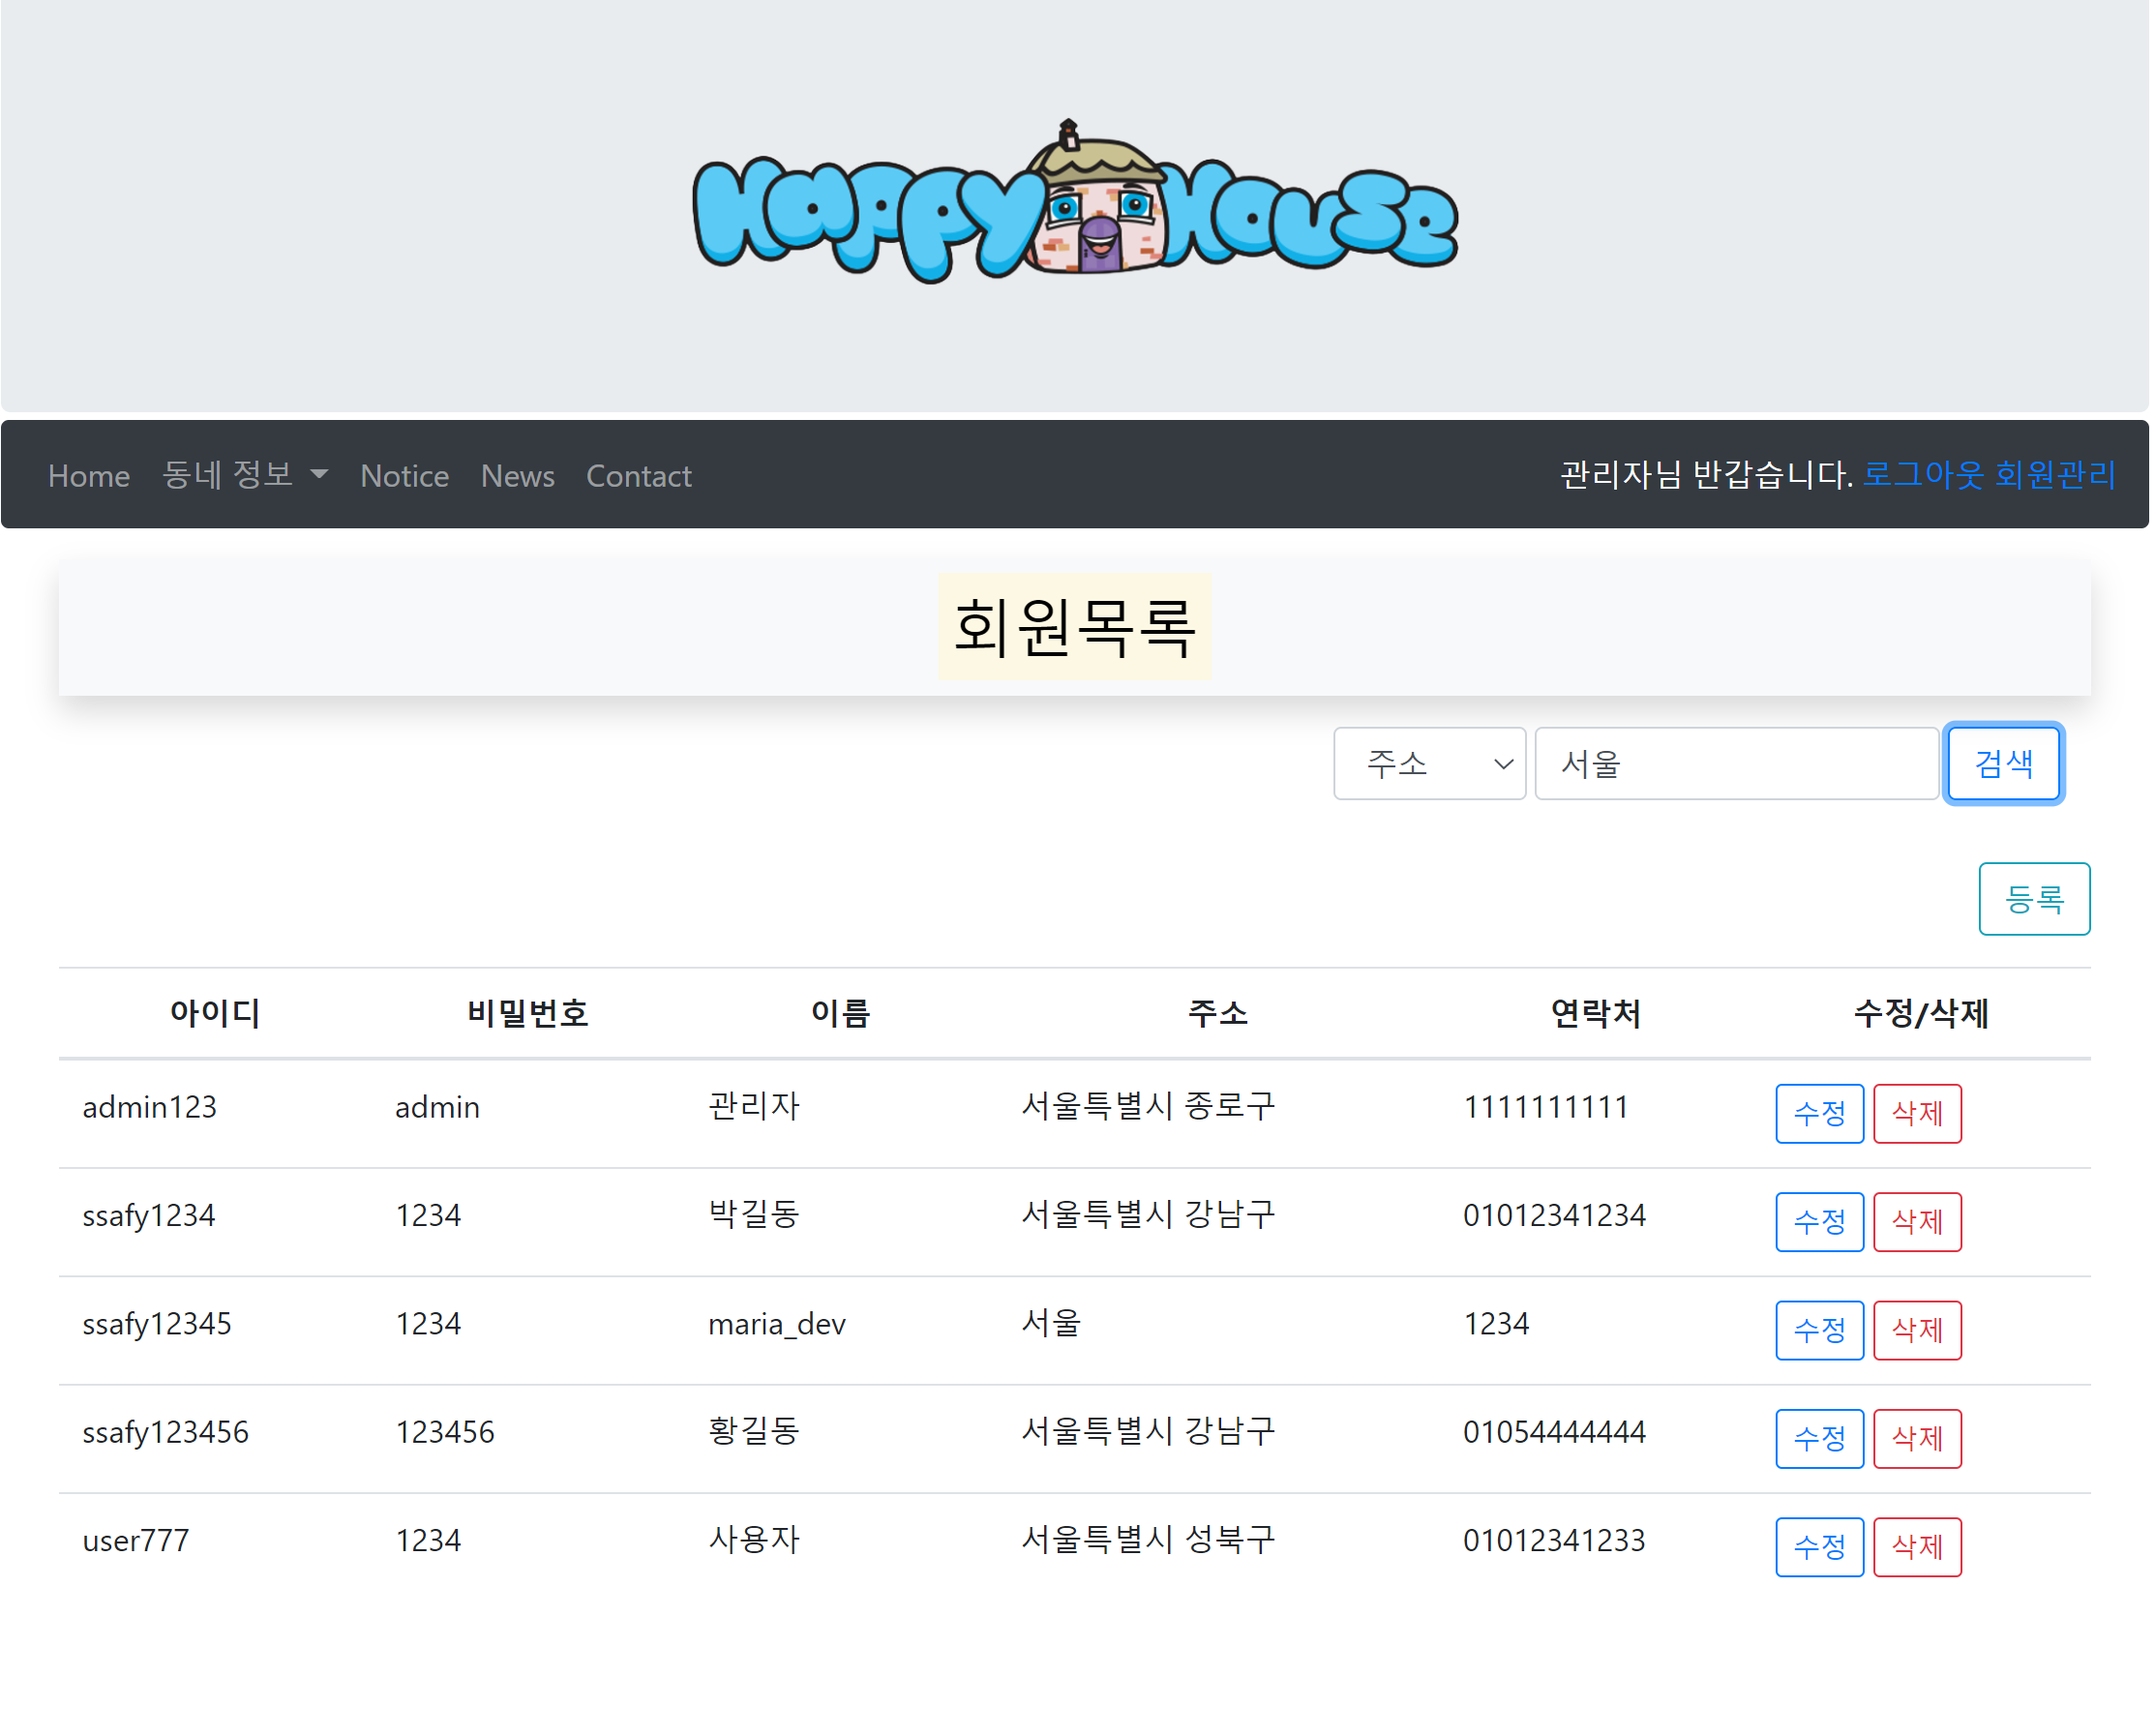 Happy House
Home 동네 정보 Notice News Contact 관리자님 반갑습니다. 로그아웃 회원관리
회원목록
주소 서울 검색
등록
아이디 비밀번호 이름 주소 연락처 수정/삭제
admin123 admin 관리자 서울특별시 종로구 1111111111 수정 삭제
ssafy1234 1234 박길동 서울특별시 강남구 01012341234 수정 삭제
ssafy12345 1234 maria_dev 서울 1234 수정 삭제
ssafy123456 123456 황길동 서울특별시 강남구 01054444444 수정 삭제
user777 1234 사용자 서울특별시 성북구 01012341233 수정 삭제